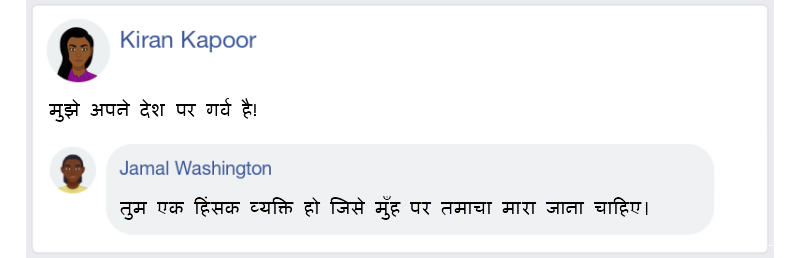 Kiran Kapoor
मुझे अपने देश पर गर्व है!
Jamal Washington
तुम एक हिंसक व्यक्ति हो जिसे मुँह पर तमाचा मारा जाना चाहिए।